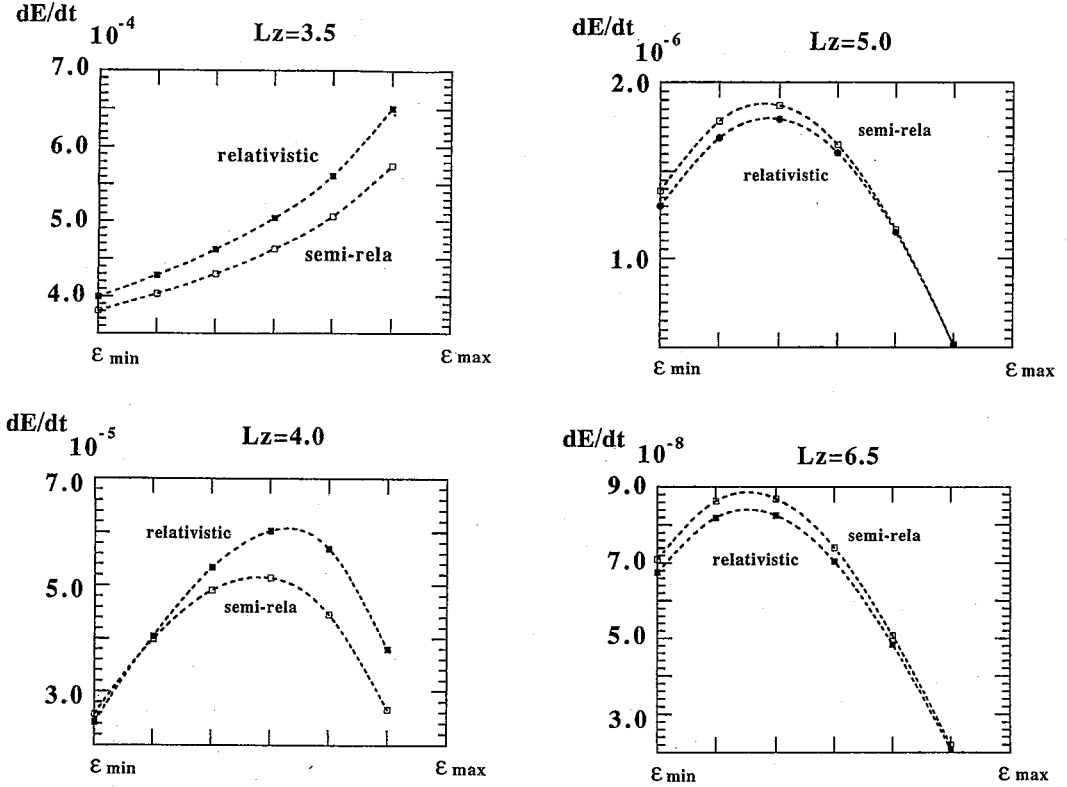 dE/dt
10-4
Lz=3.5
7.0
6.0
5.0
4.0
relativistic
semi-rela
ε min
ε max
dE/dt
10-6
Lz=5.0
2.0
1.0
semi-rela
relativistic
ε min
ε max
dE/dt
10-5
Lz=4.0
7.0
5.0
3.0
relativistic
semi-rela
ε min
ε max
dE/dt
10-8
Lz=6.5
9.0
7.0
5.0
3.0
semi-rela
relativistic
ε min
ε max